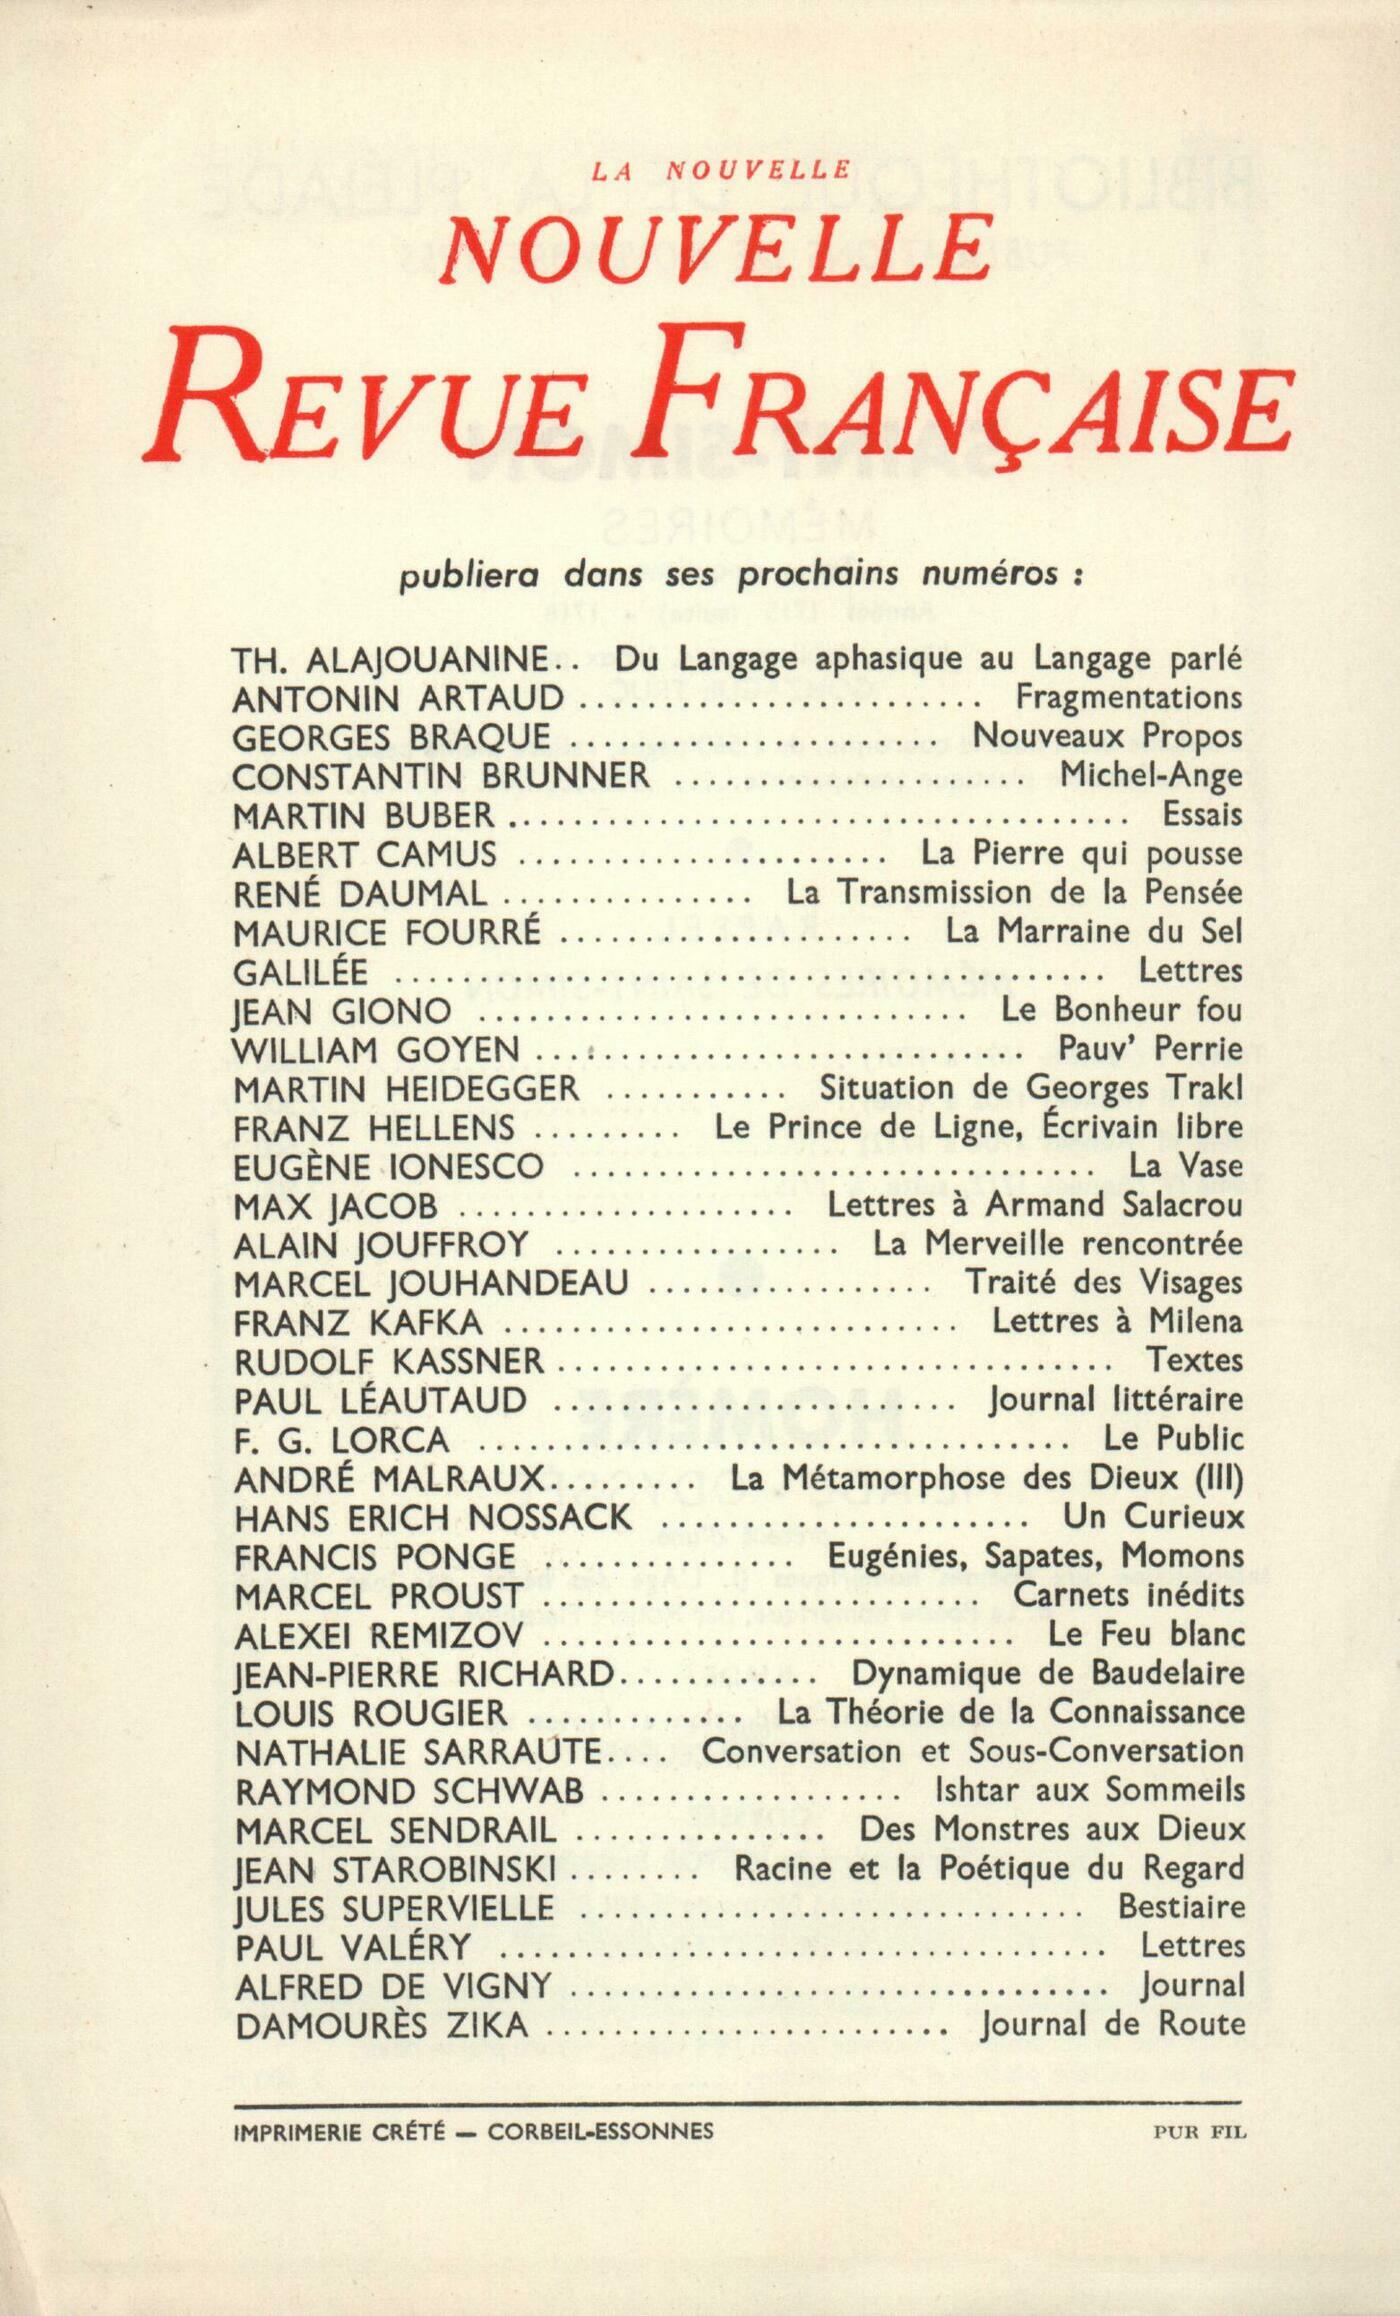 LA NOUVELLE
NOUVELLE
REVUE FRANÇAISE
publiera dans ses prochains numéros :
TH. ALAJOUANINE.. Du Langage aphasique au Langage parlé
ANTONIN ARTAUD ........................ Fragmentations
GEORGES BRAQUE ...................... Nouveaux Propos
CONSTANTIN BRUNNER ..................... Michel-Ange
MARTIN BUBER ..................................... Essais
ALBERT CAMUS ...................... La Pierre qui pousse
RENÉ DAUMAL ............... La Transmission de la Pensée
MAURICE FOURRÉ ..................... La Marraine du Sel
GALILÉE .......................................... Lettres
JEAN GIONO ............................. Le Bonheur fou
WILLIAM GOYEN ............................. Pauv' Perrie
MARTIN HEIDEGGER ........... Situation de Georges Trakl
FRANZ HELLENS ......... Le Prince de Ligne, Écrivain libre
EUGÈNE IONESCO ............................... La Vase
MAX JACOB .................... Lettres à Armand Salacrou
ALAIN JOUFFROY ................. La Merveille rencontrée
MARCEL JOUHANDEAU ................. Traité des Visages
FRANZ KAFKA ........................... Lettres à Milena
RUDOLF KASSNER ................................. Textes
PAUL LÉAUTAUD ........................ Journal littéraire
F. G. LORCA ................................... Le Public
ANDRÉ MALRAUX......... La Métamorphose des Dieux (III)
HANS ERICH NOSSACK ...................... Un Curieux
FRANCIS PONGE ............... Eugénies, Sapates, Momons
MARCEL PROUST .......................... Carnets inédits
ALEXEI REMIZOV ............................ Le Feu blanc
JEAN-PIERRE RICHARD............ Dynamique de Baudelaire
LOUIS ROUGIER ............. La Théorie de la Connaissance
NATHALIE SARRAUTE.... Conversation et Sous-Conversation
RAYMOND SCHWAB .................. Ishtar aux Sommeils
MARCEL SENDRAIL ............... Des Monstres aux Dieux
JEAN STAROBINSKI ........ Racine et la Poétique du Regard
JULES SUPERVIELLE .............................. Bestiaire
PAUL VALÉRY .................................... Lettres
ALFRED DE VIGNY ................................ Journal
DAMOURÈS ZIKA ........................ Journal de Route
IMPRIMERIE CRÉTÉ — CORBEIL-ESSONNES PUR FIL